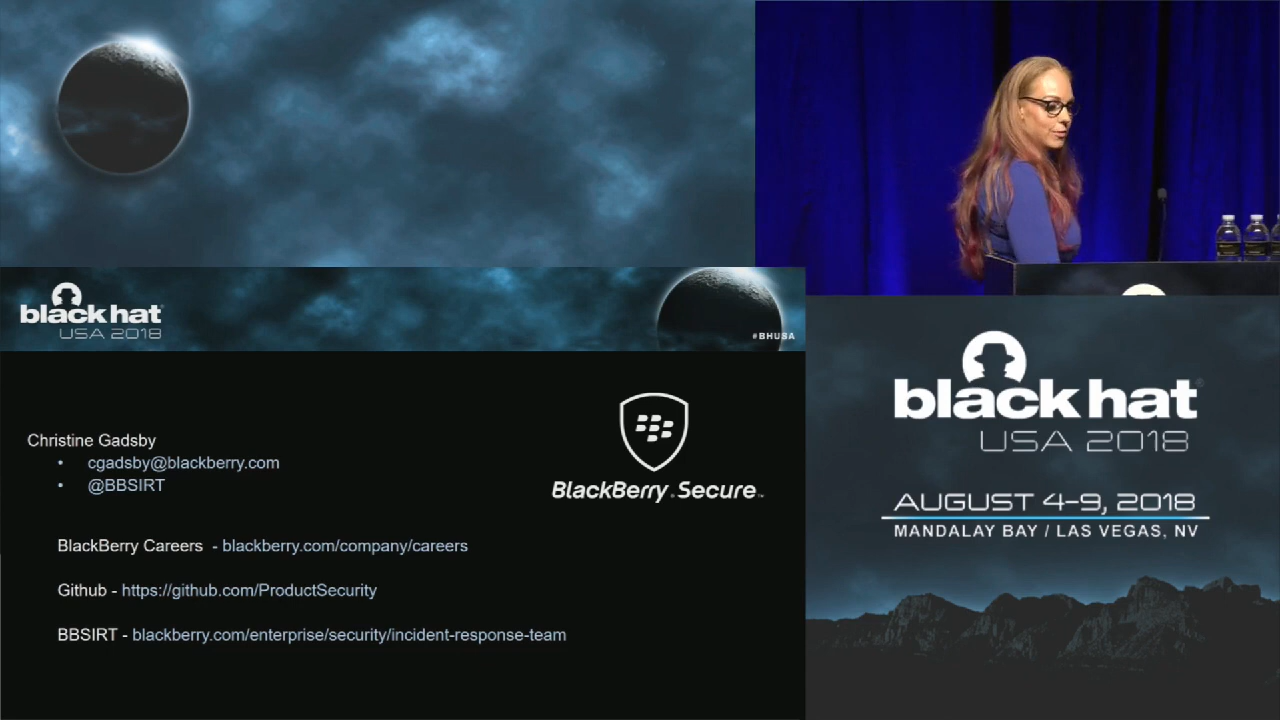 black hat
USA 2018
#BHUSA
Christine Gadsby
• cgadsby@blackberry.com
• @BBSIRT
BlackBerry Secure™
BlackBerry Careers - blackberry.com/company/careers
Github - https://github.com/ProductSecurity
BBSIRT - blackberry.com/enterprise/security/incident-response-team
black hat
USA 2018
AUGUST 4-9, 2018
MANDALAY BAY / LAS VEGAS, NV